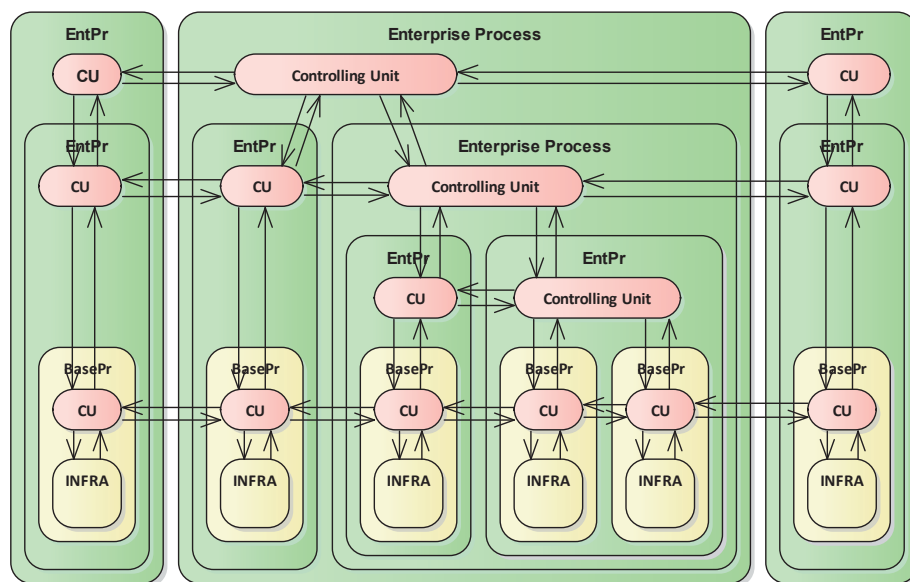 EntPr
Enterprise Process
EntPr
CU
Controlling Unit
CU
EntPr
EntPr
Enterprise Process
EntPr
CU
CU
Controlling Unit
CU
EntPr
EntPr
CU
Controlling Unit
BasePr
BasePr
BasePr
BasePr
BasePr
BasePr
CU
CU
CU
CU
CU
CU
INFRA
INFRA
INFRA
INFRA
INFRA
INFRA